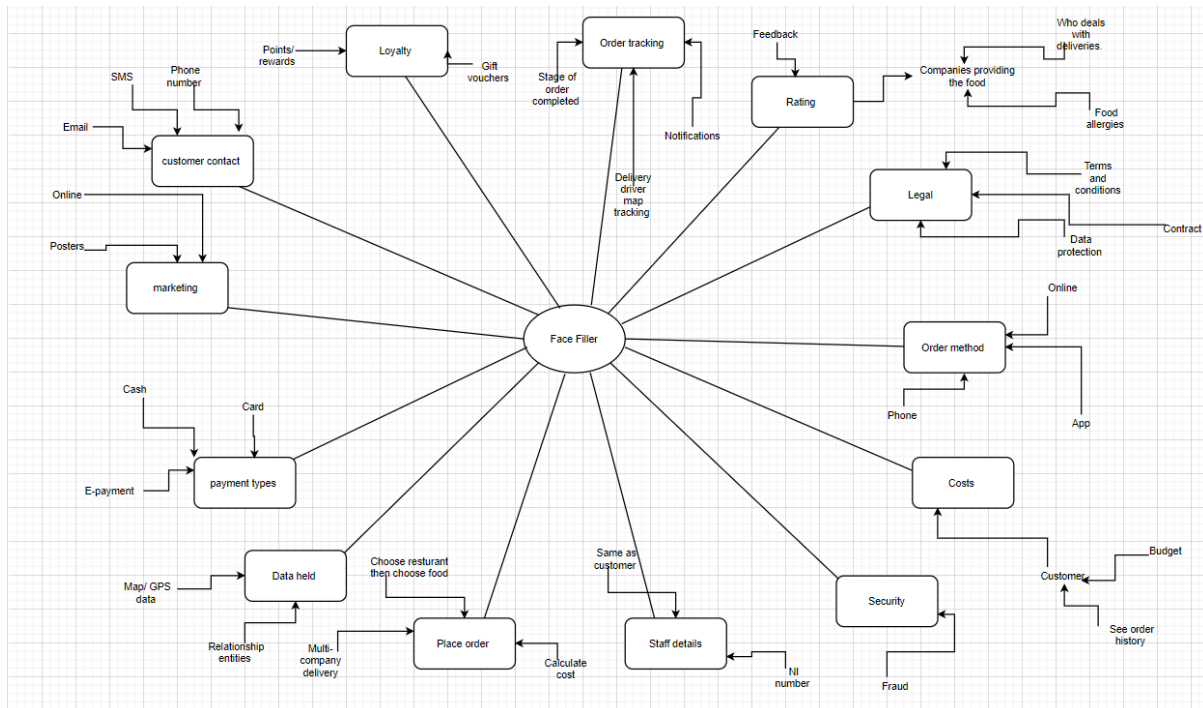 Points/
rewards
Loyalty
Gift
vouchers
Order tracking
Stage of
order
completed
Notifications
Delivery
driver
map
tracking
Feedback
Rating
Who deals
with
deliveries.
Companies providing
the food
Food
allergies
SMS
Phone
number
Email
customer contact
Online
Posters
marketing
Legal
Terms
and
conditions
Contract
Data
protection
Face Filler
Online
Order method
Phone
App
Cash
Card
E-payment
payment types
Costs
Customer
Budget
See order
history
Map/ GPS
data
Data held
Relationship
entities
Choose resturant
then choose food
Multi-
company
delivery
Place order
Calculate
cost
Same as
customer
Staff details
NI
number
Security
Fraud